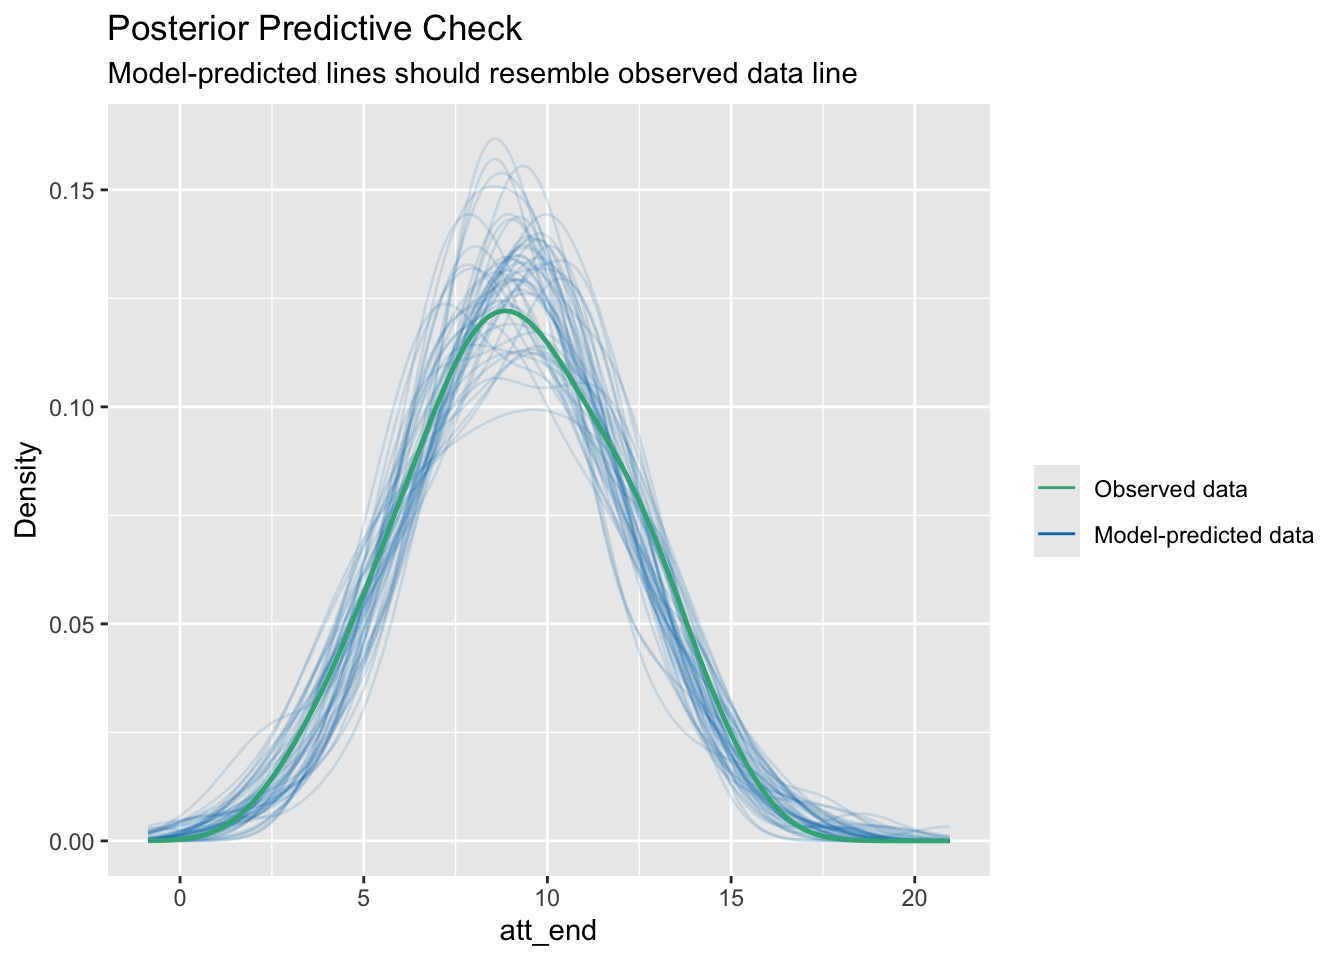 Posterior Predictive Check
Model-predicted lines should resemble observed data line
Density
0.15
0.10
0.05
0.00
0
5
10
15
20
att_end
Observed data
Model-predicted data